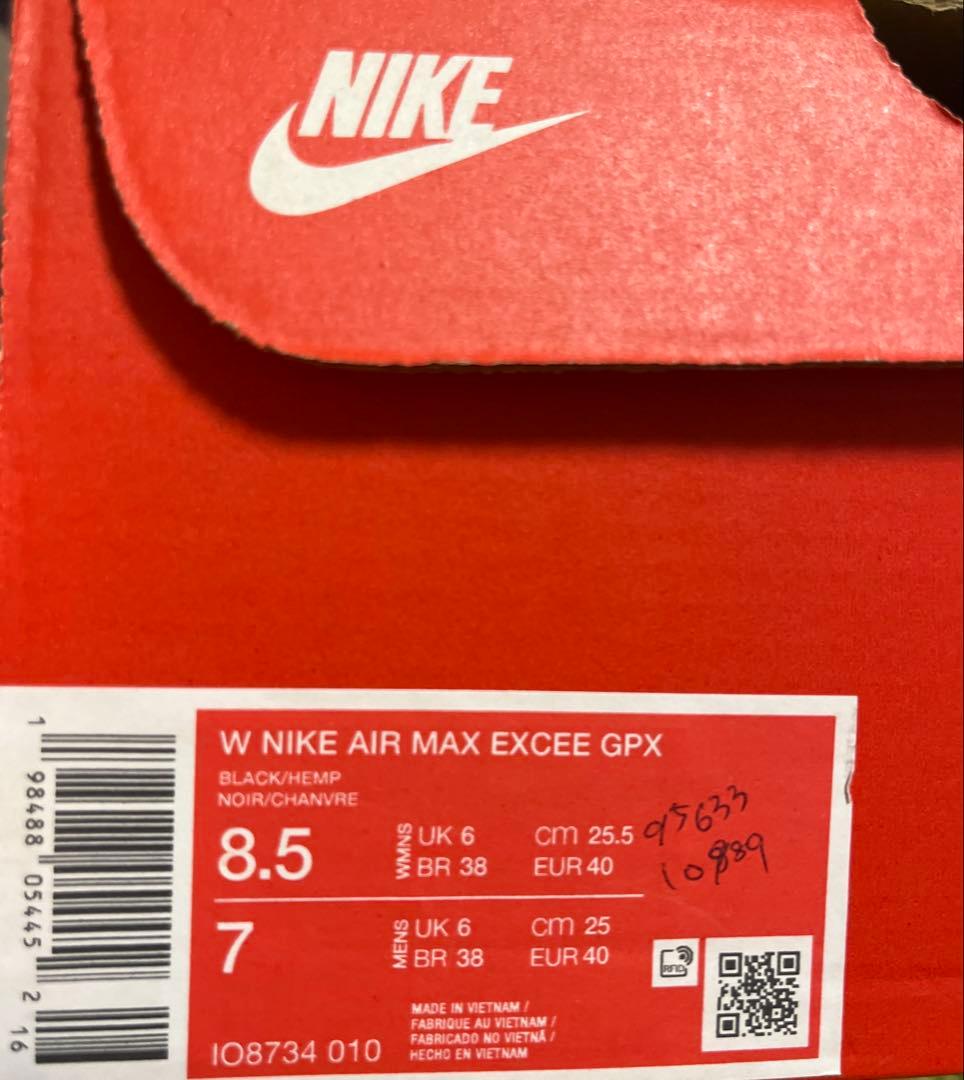 NIKE
W NIKE AIR MAX EXCEE GPX
BLACK/HEMP
NOIR/CHANVRE
8.5 WMNS UK 6 cm 25.5
BR 38 EUR 40
95633
10889
7 MENS UK 6 cm 25
BR 38 EUR 40
RFID
MADE IN VIETNAM /
FABRIQUE AU VIETNAM /
FABRICADO NO VIETNÃ /
HECHO EN VIETNAM
IO8734 010
1 98488 05445 2 16